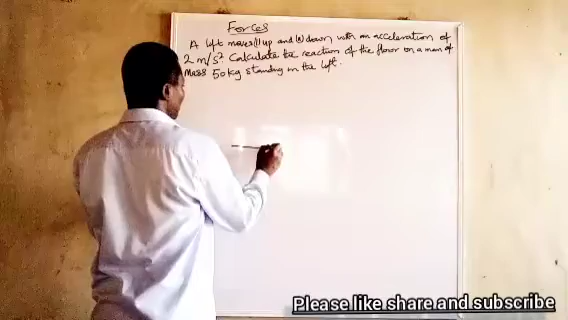 Forces
A lift moves (i) up and (ii) down with an acceleration of
2 m/s² Calculate the reaction of the floor on a man of
Mass 50kg standing in the lift.
Please like share and subscribe